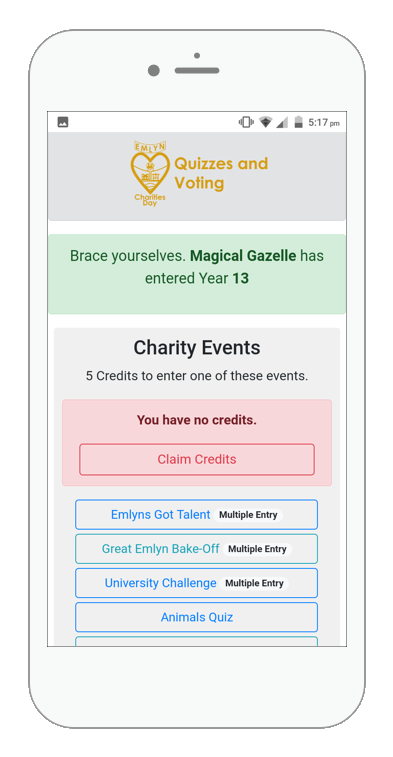 5:17 pm
EMLYN
Quizzes and
Voting
Charities
Day
Brace yourselves. Magical Gazelle has
entered Year 13
Charity Events
5 Credits to enter one of these events.
You have no credits.
Claim Credits
Emlyns Got Talent Multiple Entry
Great Emlyn Bake-Off Multiple Entry
University Challenge Multiple Entry
Animals Quiz